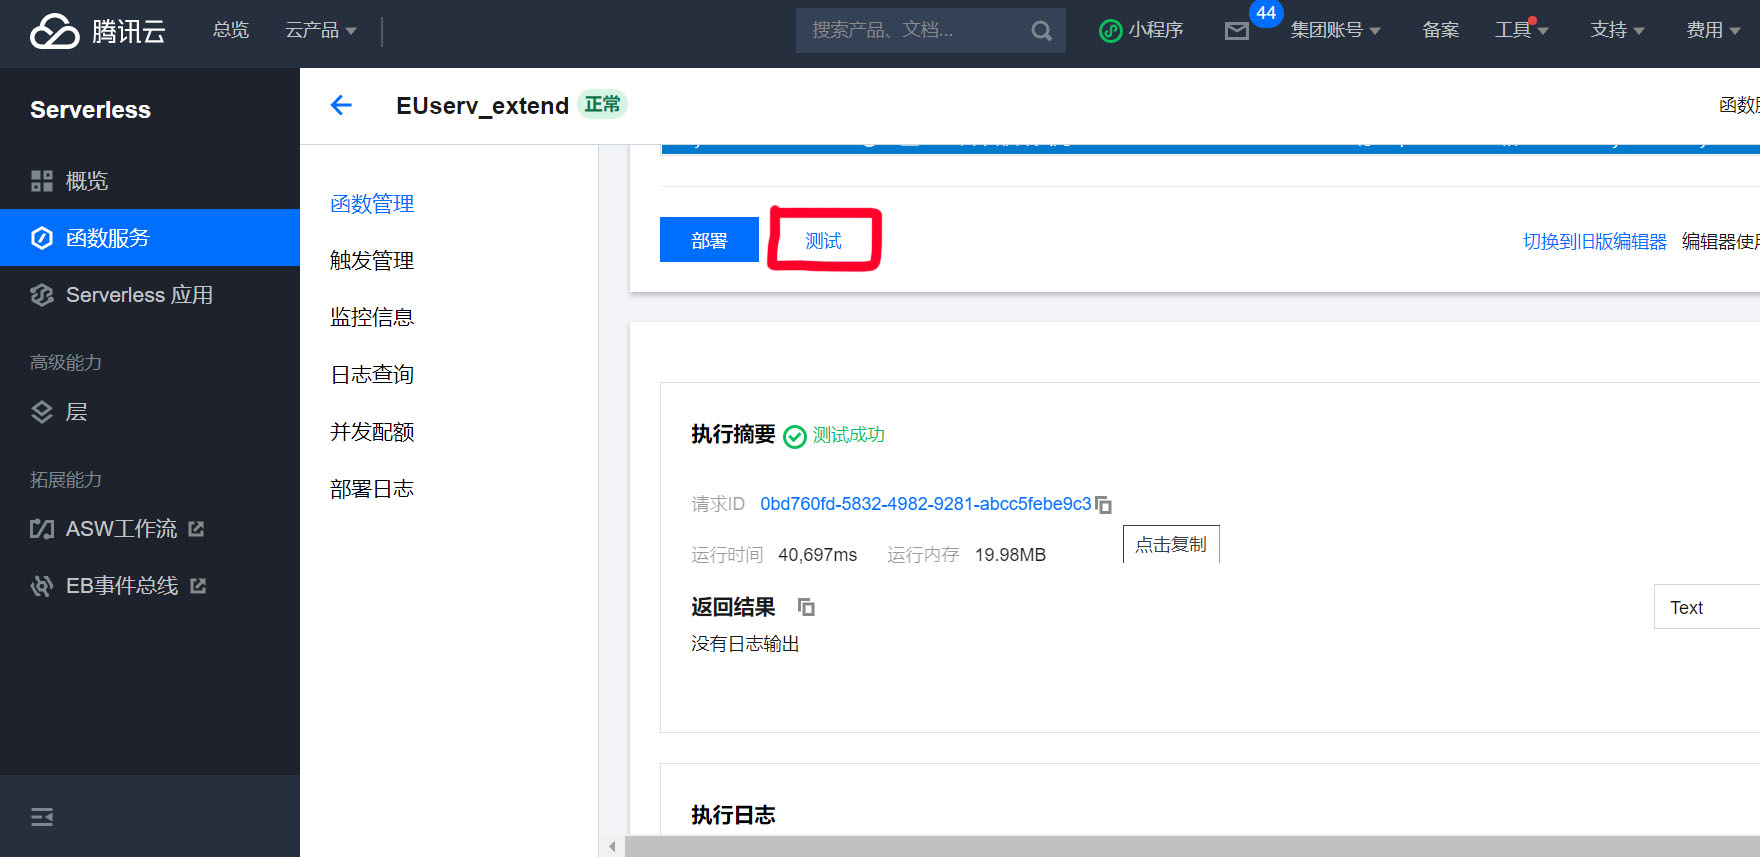 腾讯云
总览
云产品
搜索产品、文档...
小程序
44
集团账号
备案
工具
支持
费用
Serverless
概览
函数服务
Serverless 应用
高级能力
层
拓展能力
ASW工作流
EB事件总线
EUserv_extend
正常
函数管理
触发管理
监控信息
日志查询
并发配额
部署日志
部署
测试
切换到旧版编辑器
编辑器使
执行摘要
测试成功
请求ID 0bd760fd-5832-4982-9281-abcc5febe9c3
点击复制
运行时间 40,697ms 运行内存 19.98MB
返回结果
Text
没有日志输出
执行日志